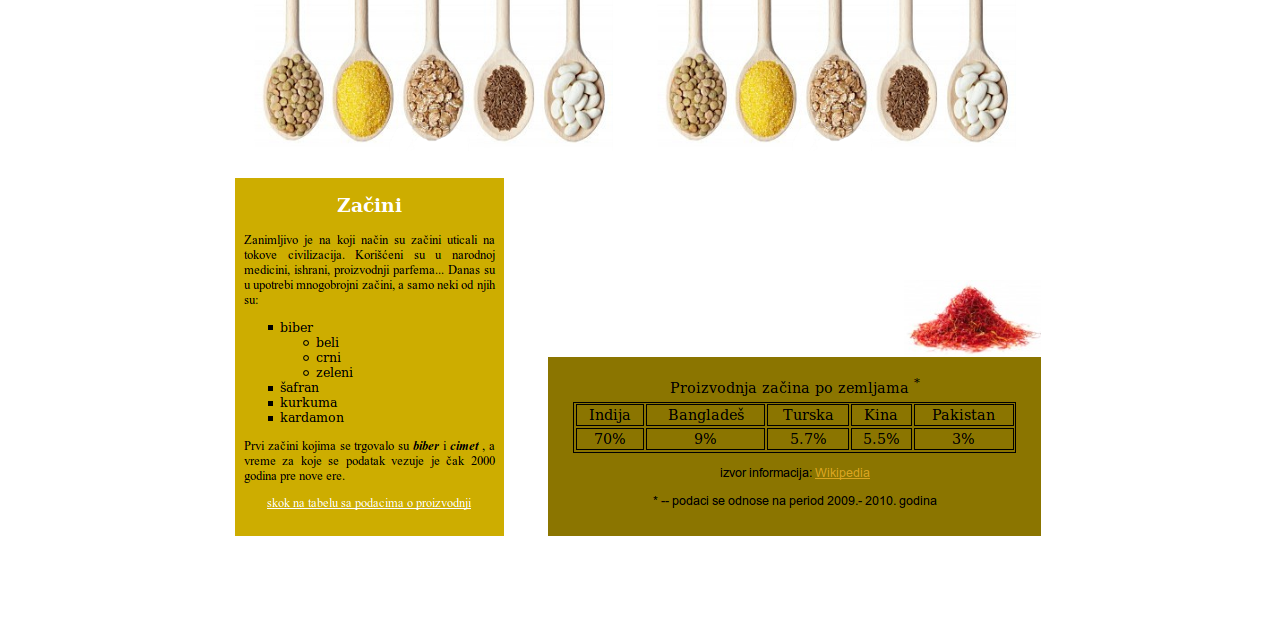 Začini
Zanimljivo je na koji način su začini uticali na
tokove civilizacija. Korišćeni su u narodnoj
medicini, ishrani, proizvodnji parfema... Danas su
u upotrebi mnogobrojni začini, a samo neki od njih
su:
biber
beli
crni
zeleni
šafran
kurkuma
kardamon
Prvi začini kojima se trgovalo su biber i cimet , a
vreme za koje se podatak vezuje je čak 2000
godina pre nove ere.
skok na tabelu sa podacima o proizvodnji
Proizvodnja začina po zemljama *
Indija Bangladeš Turska Kina Pakistan
70% 9% 5.7% 5.5% 3%
izvor informacija: Wikipedia
* -- podaci se odnose na period 2009.- 2010. godina